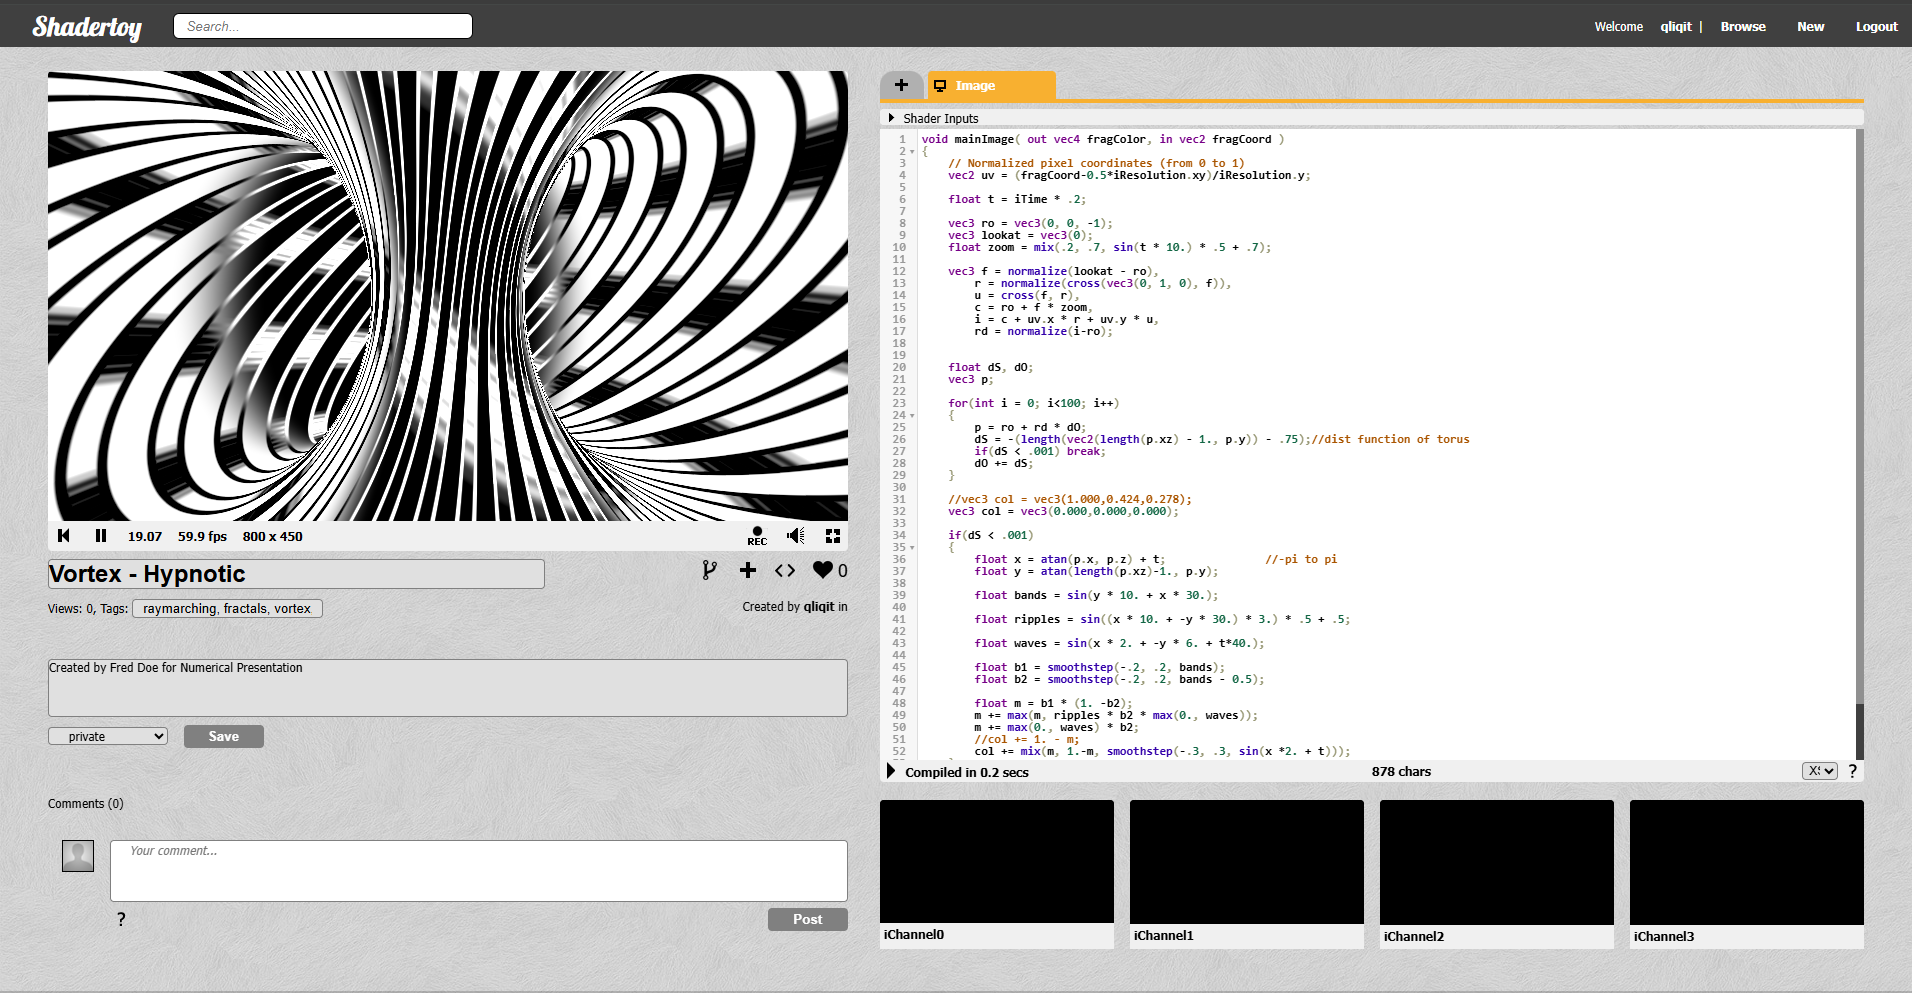 Shadertoy
Search...
Welcome qliqit | Browse New Logout
19.07 59.9 fps 800 x 450
REC
Vortex - Hypnotic
0
Views: 0, Tags: raymarching, fractals, vortex
Created by qliqit in
Created by Fred Doe for Numerical Presentation
private
Save
Comments (0)
Your comment...
?
Post
+ Image
Shader Inputs
1 void mainImage( out vec4 fragColor, in vec2 fragCoord )
2 {
3 // Normalized pixel coordinates (from 0 to 1)
4 vec2 uv = (fragCoord-0.5*iResolution.xy)/iResolution.y;
5
6 float t = iTime * .2;
7
8 vec3 ro = vec3(0, 0, -1);
9 vec3 lookat = vec3(0);
10 float zoom = mix(.2, .7, sin(t * 10.) * .5 + .7);
11
12 vec3 f = normalize(lookat - ro),
13 r = normalize(cross(vec3(0, 1, 0), f)),
14 u = cross(f, r),
15 c = ro + f * zoom,
16 i = c + uv.x * r + uv.y * u,
17 rd = normalize(i-ro);
18
19
20 float dS, dO;
21 vec3 p;
22
23 for(int i = 0; i<100; i++)
24 {
25 p = ro + rd * dO;
26 dS = -(length(vec2(length(p.xz) - 1., p.y)) - .75);//dist function of torus
27 if(dS < .001) break;
28 dO += dS;
29 }
30
31 //vec3 col = vec3(1.000,0.424,0.278);
32 vec3 col = vec3(0.000,0.000,0.000);
33
34 if(dS < .001)
35 {
36 float x = atan(p.x, p.z) + t; //-pi to pi
37 float y = atan(length(p.xz)-1., p.y);
38
39 float bands = sin(y * 10. + x * 30.);
40
41 float ripples = sin((x * 10. + -y * 30.) * 3.) * .5 + .5;
42
43 float waves = sin(x * 2. + -y * 6. + t*40.);
44
45 float b1 = smoothstep(-.2, .2, bands);
46 float b2 = smoothstep(-.2, .2, bands - 0.5);
47
48 float m = b1 * (1. -b2);
49 m += max(m, ripples * b2 * max(0., waves));
50 m += max(0., waves) * b2;
51 //col += 1. - m;
52 col += mix(m, 1.-m, smoothstep(-.3, .3, sin(x *2. + t)));
Compiled in 0.2 secs 878 chars ?
iChannel0 iChannel1 iChannel2 iChannel3